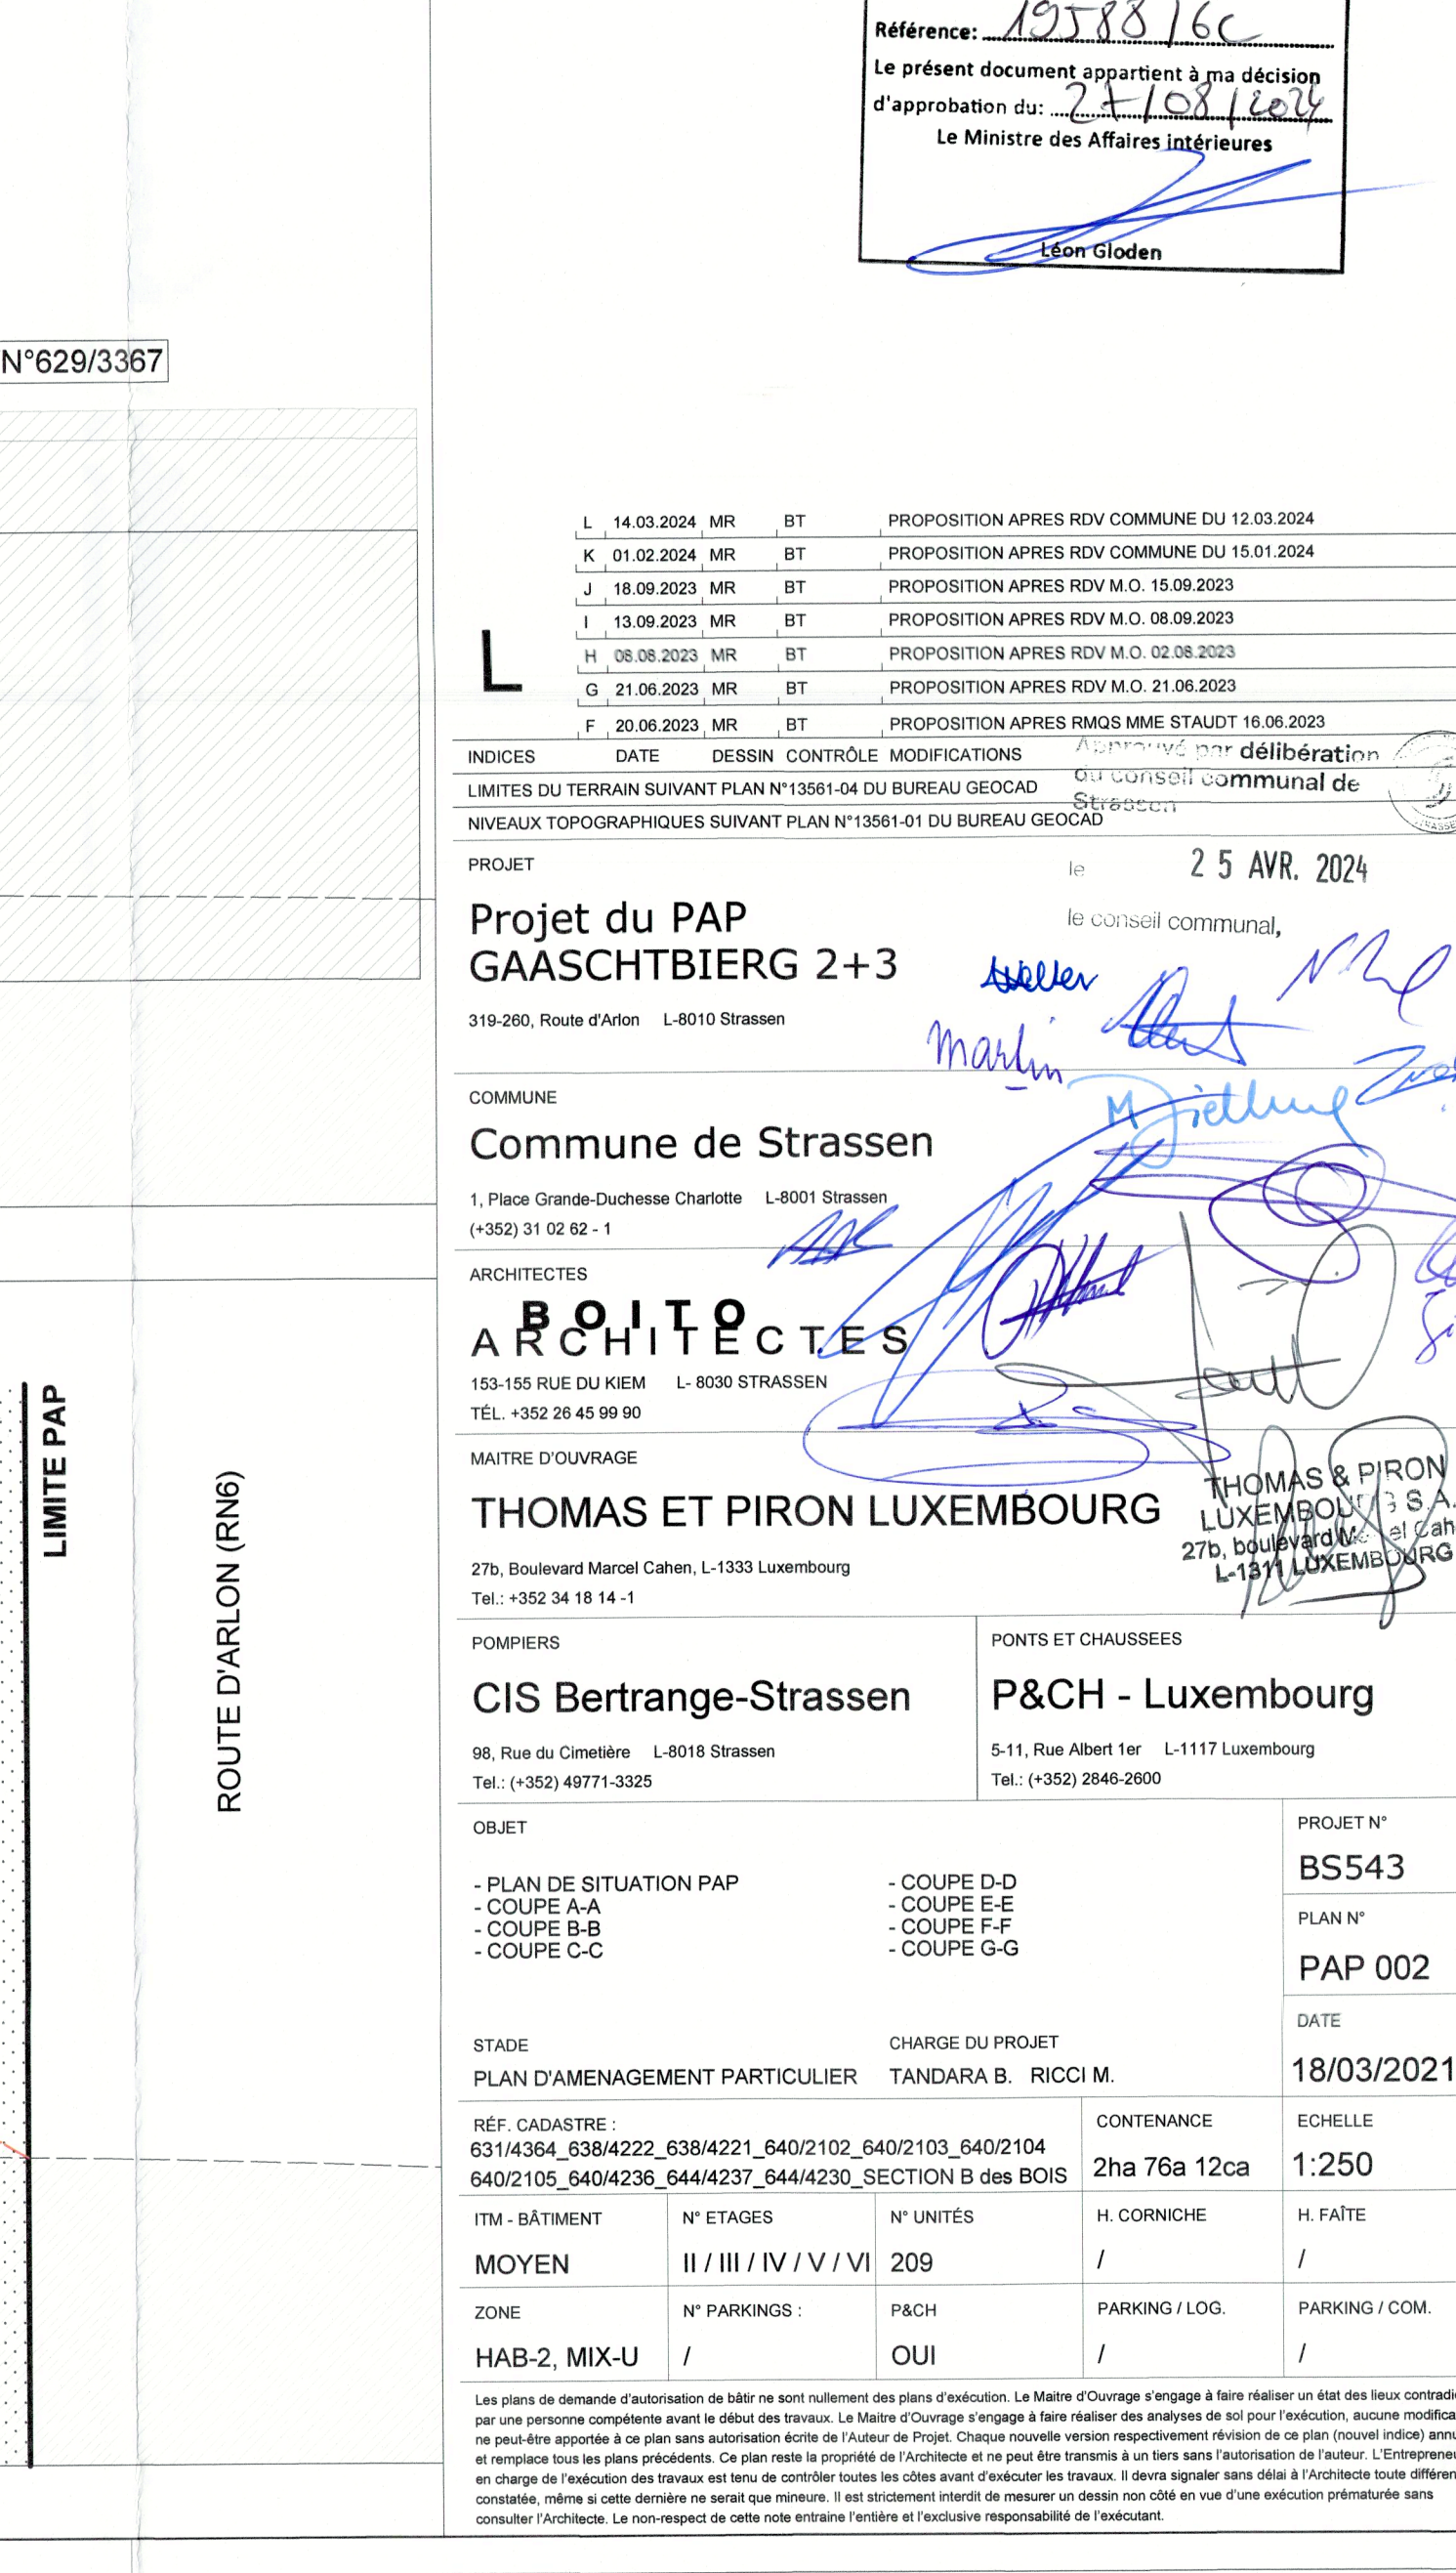 Référence: 19588/6C
Le présent document appartient à ma décision
d'approbation du: 27/08/2024
Le Ministre des Affaires intérieures
Léon Gloden
N°629/3367
L 14.03.2024 MR BT PROPOSITION APRES RDV COMMUNE DU 12.03.2024
K 01.02.2024 MR BT PROPOSITION APRES RDV COMMUNE DU 15.01.2024
J 18.09.2023 MR BT PROPOSITION APRES RDV M.O. 15.09.2023
I 13.09.2023 MR BT PROPOSITION APRES RDV M.O. 08.09.2023
L
H 08.08.2023 MR BT PROPOSITION APRES RDV M.O. 02.08.2023
G 21.06.2023 MR BT PROPOSITION APRES RDV M.O. 21.06.2023
F 20.06.2023 MR BT PROPOSITION APRES RMQS MME STAUDT 16.06.2023
INDICES DATE DESSIN CONTRÔLE MODIFICATIONS
Approuvé par délibération
du conseil communal de
Strassen
LIMITES DU TERRAIN SUIVANT PLAN N°13561-04 DU BUREAU GEOCAD
NIVEAUX TOPOGRAPHIQUES SUIVANT PLAN N°13561-01 DU BUREAU GEOCAD
PROJET
le 25 AVR. 2024
le conseil communal,
Projet du PAP
GAASCHTBIERG 2+3
319-260, Route d'Arlon L-8010 Strassen
Martin
COMMUNE
Commune de Strassen
1, Place Grande-Duchesse Charlotte L-8001 Strassen
(+352) 31 02 62 - 1
ARCHITECTES
BOITO
ARCHITECTES
153-155 RUE DU KIEM L- 8030 STRASSEN
TÉL. +352 26 45 99 90
MAITRE D'OUVRAGE
THOMAS ET PIRON LUXEMBOURG
27b, Boulevard Marcel Cahen, L-1333 Luxembourg
Tel.: +352 34 18 14 -1
THOMAS & PIRON
LUXEMBOURG S.A.
27b, boulevard Marcel Cah
L-1311 LUXEMBOURG
LIMITE PAP
ROUTE D'ARLON (RN6)
POMPIERS
CIS Bertrange-Strassen
98, Rue du Cimetière L-8018 Strassen
Tel.: (+352) 49771-3325
PONTS ET CHAUSSEES
P&CH - Luxembourg
5-11, Rue Albert 1er L-1117 Luxembourg
Tel.: (+352) 2846-2600
OBJET
- PLAN DE SITUATION PAP
- COUPE A-A
- COUPE B-B
- COUPE C-C
- COUPE D-D
- COUPE E-E
- COUPE F-F
- COUPE G-G
PROJET N°
BS543
PLAN N°
PAP 002
DATE
18/03/2021
STADE
PLAN D'AMENAGEMENT PARTICULIER
CHARGE DU PROJET
TANDARA B. RICCI M.
RÉF. CADASTRE :
631/4364_638/4222_638/4221_640/2102_640/2103_640/2104
640/2105_640/4236_644/4237_644/4230_SECTION B des BOIS
CONTENANCE
2ha 76a 12ca
ECHELLE
1:250
ITM - BÂTIMENT N° ETAGES N° UNITÉS H. CORNICHE H. FAÎTE
MOYEN II / III / IV / V / VI 209 / /
ZONE N° PARKINGS : P&CH PARKING / LOG. PARKING / COM.
HAB-2, MIX-U / OUI / /
Les plans de demande d'autorisation de bâtir ne sont nullement des plans d'exécution. Le Maitre d'Ouvrage s'engage à faire réaliser un état des lieux contradi
par une personne compétente avant le début des travaux. Le Maitre d'Ouvrage s'engage à faire réaliser des analyses de sol pour l'exécution, aucune modifica
ne peut-être apportée à ce plan sans autorisation écrite de l'Auteur de Projet. Chaque nouvelle version respectivement révision de ce plan (nouvel indice) annu
et remplace tous les plans précédents. Ce plan reste la propriété de l'Architecte et ne peut être transmis à un tiers sans l'autorisation de l'auteur. L'Entrepreneu
en charge de l'exécution des travaux est tenu de contrôler toutes les côtes avant d'exécuter les travaux. Il devra signaler sans délai à l'Architecte toute différen
constatée, même si cette dernière ne serait que mineure. Il est strictement interdit de mesurer un dessin non côté en vue d'une exécution prématurée sans
consulter l'Architecte. Le non-respect de cette note entraine l'entière et l'exclusive responsabilité de l'exécutant.